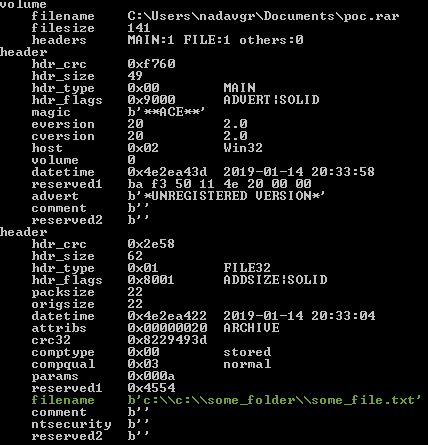 volume
filename C:\Users\nadavgr\Documents\poc.rar
filesize 141
headers MAIN:1 FILE:1 others:0
header
hdr_crc 0xf760
hdr_size 49
hdr_type 0x00 MAIN
hdr_flags 0x9000 ADVERT|SOLID
magic b'**ACE**'
eversion 20 2.0
cversion 20 2.0
host 0x02 Win32
volume 0
datetime 0x4e2ea43d 2019-01-14 20:33:58
reserved1 ba f3 50 11 4e 20 00 00
advert b'*UNREGISTERED VERSION*'
comment b''
reserved2 b''
header
hdr_crc 0x2e58
hdr_size 62
hdr_type 0x01 FILE32
hdr_flags 0x8001 ADDSIZE|SOLID
packsize 22
origsize 22
datetime 0x4e2ea422 2019-01-14 20:33:04
attribs 0x00000020 ARCHIVE
crc32 0x8229493d
comptype 0x00 stored
compqual 0x03 normal
params 0x000a
reserved1 0x4554
filename b'c:\\c:\\some_folder\\some_file.txt'
comment b''
ntsecurity b''
reserved2 b''